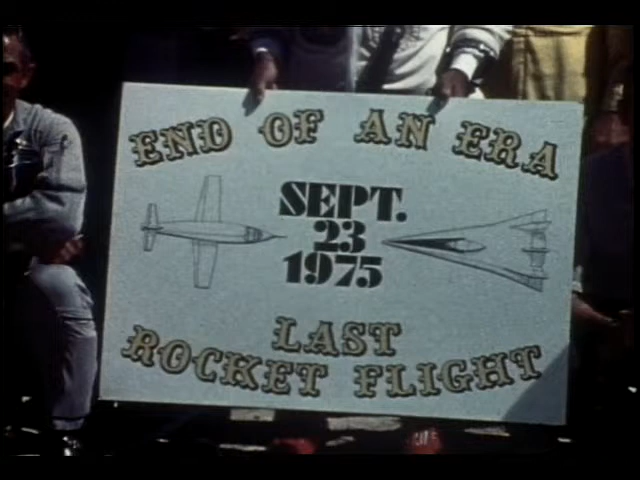 END OF AN ERA
SEPT.
23
1975
LAST
ROCKET FLIGHT